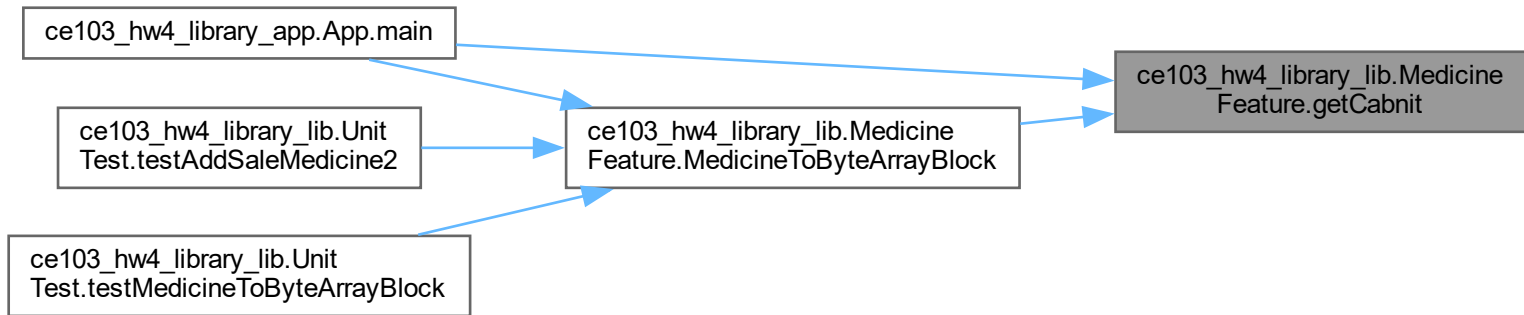 ce103_hw4_library_app.App.main
ce103_hw4_library_lib.Medicine
Feature.getCabnit
ce103_hw4_library_lib.Unit
Test.testAddSaleMedicine2
ce103_hw4_library_lib.Medicine
Feature.MedicineToByteArrayBlock
ce103_hw4_library_lib.Unit
Test.testMedicineToByteArrayBlock